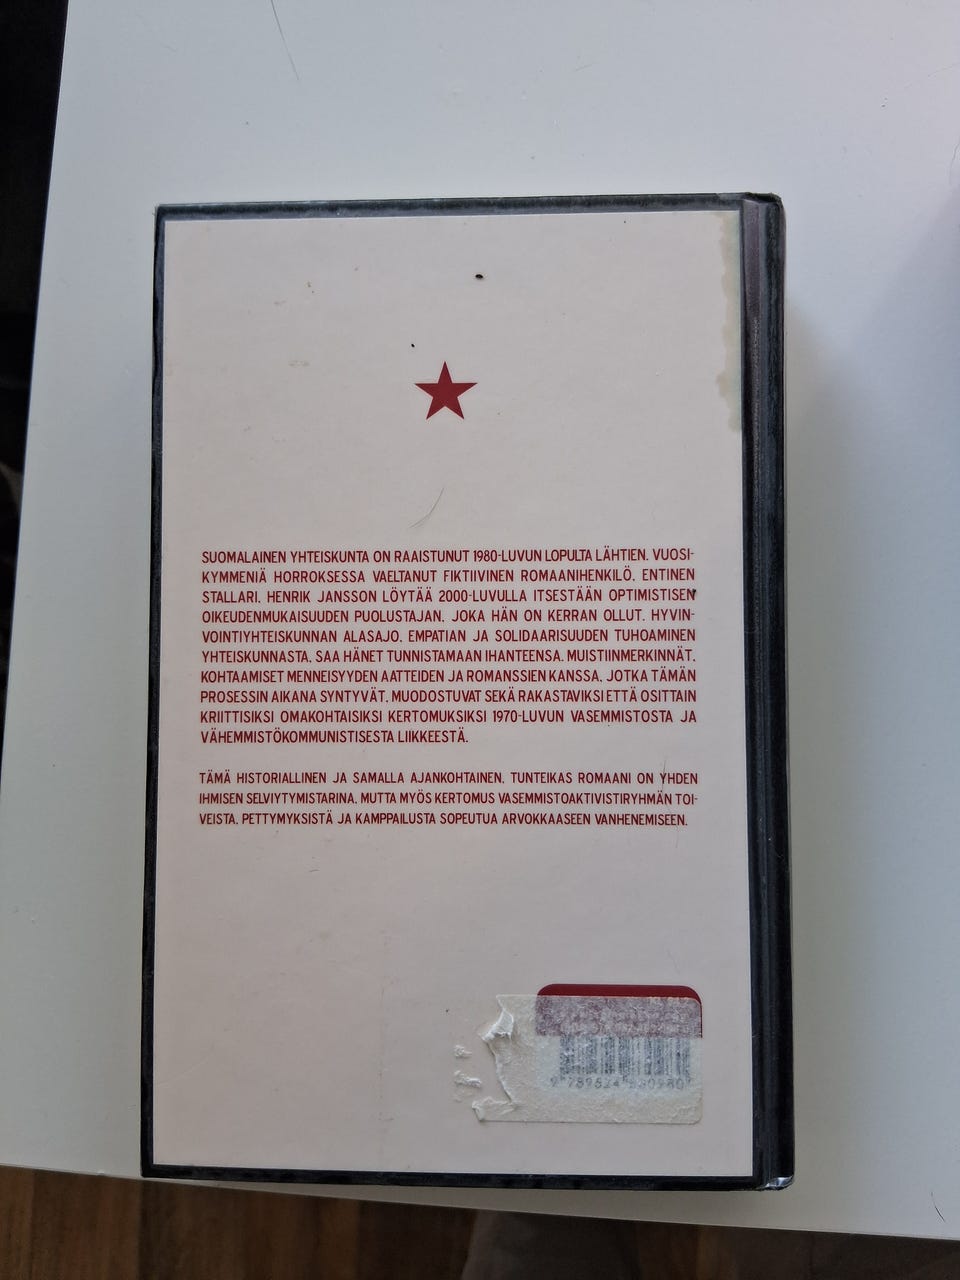 SUOMALAINEN YHTEISKUNTA ON RAAISTUNUT 1980-LUVUN LOPULTA LÄHTIEN. VUOSI-
KYMMENIÄ HORROKSESSA VAELTANUT FIKTIIVINEN ROMAANIHENKILÖ, ENTINEN
STALLARI, HENRIK JANSSON LÖYTÄÄ 2000-LUVULLA ITSESTÄÄN OPTIMISTISEN
OIKEUDENMUKAISUUDEN PUOLUSTAJAN, JOKA HÄN ON KERRAN OLLUT. HYVIN-
VOINTIYHTEISKUNNAN ALASAJO, EMPATIAN JA SOLIDAARISUUDEN TUHOAMINEN
YHTEISKUNNASTA, SAA HÄNET TUNNISTAMAAN IHANTEENSA. MUISTIINMERKINNÄT,
KOHTAAMISET MENNEISYYDEN AATTEIDEN JA ROMANSSIEN KANSSA, JOTKA TÄMÄN
PROSESSIN AIKANA SYNTYVÄT, MUODOSTUVAT SEKÄ RAKASTAVIKSI ETTÄ OSITTAIN
KRIITTISIKSI OMAKOHTAISIKSI KERTOMUKSIKSI 1970-LUVUN VASEMMISTOSTA JA
VÄHEMMISTÖKOMMUNISTISESTA LIIKKEESTÄ.
TÄMÄ HISTORIALLINEN JA SAMALLA AJANKOHTAINEN, TUNTEIKAS ROMAANI ON YHDEN
IHMISEN SELVIYTYMISTARINA, MUTTA MYÖS KERTOMUS VASEMMISTOAKTIVISTIRYHMÄN TOI-
VEISTA, PETTYMYKSISTÄ JA KAMPPAILUSTA SOPEUTUA ARVOKKAASEEN VANHENEMISEEN.